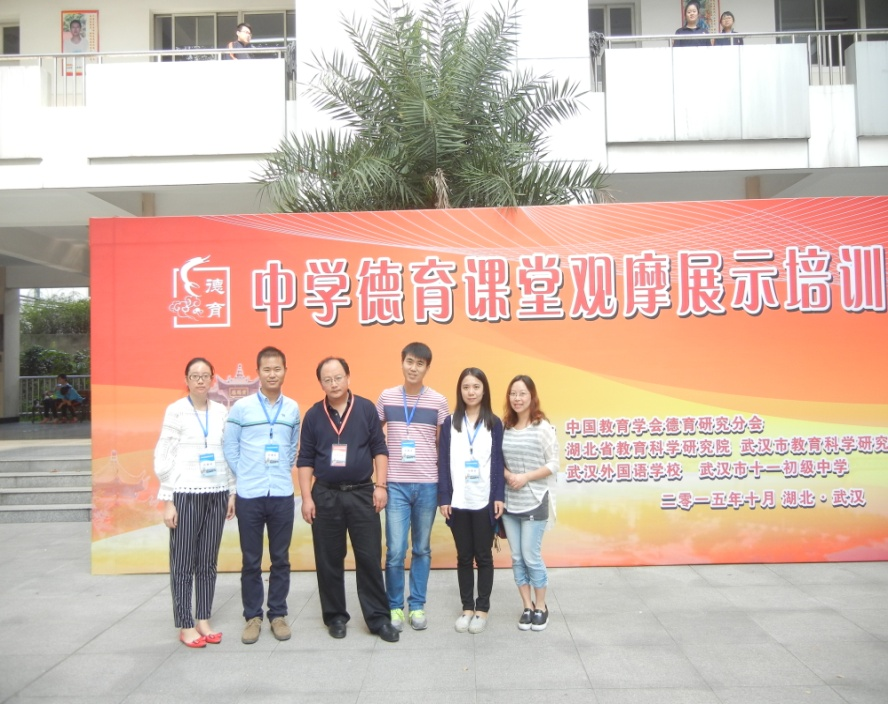 德
育
中学德育课堂观摩展示培训
中国教育学会德育研究分会
湖北省教育科学研究院 武汉市教育科学研究
武汉外国语学校 武汉市十一初级中学
二零一五年十月 湖北·武汉